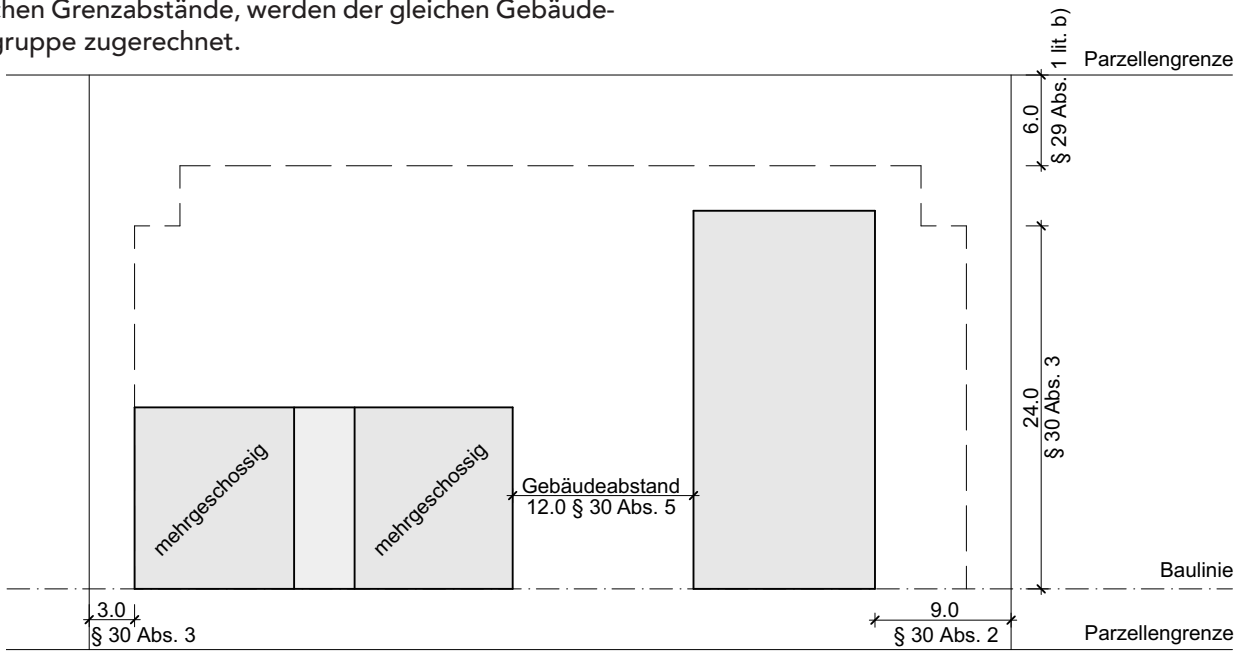 chen Grenzabstände, werden der gleichen Gebäude-
gruppe zugerechnet.
Parzellengrenze
6.0
§ 29 Abs. 1 lit. b)
24.0
§ 30 Abs. 3
mehrgeschossig
mehrgeschossig
Gebäudeabstand
12.0 § 30 Abs. 5
Baulinie
3.0
§ 30 Abs. 3
9.0
§ 30 Abs. 2
Parzellengrenze